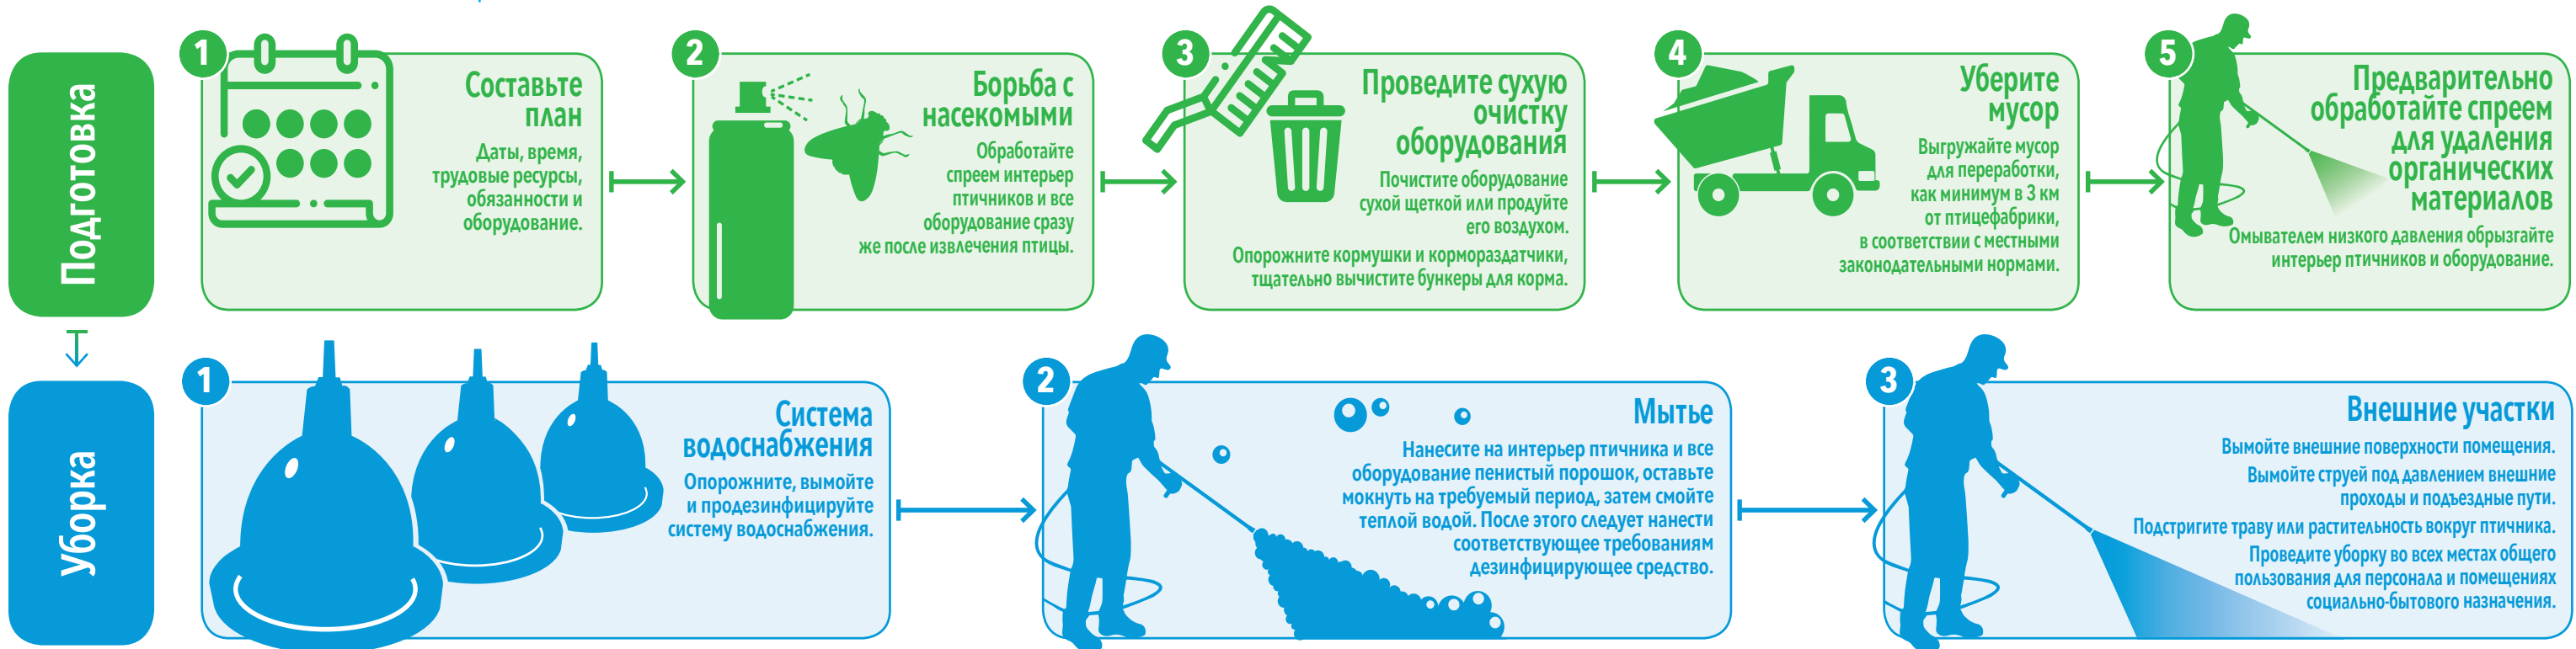 Подготовка
1
Составьте
план
Даты, время,
трудовые ресурсы,
обязанности и
оборудование.
2
Борьба с
насекомыми
Обработайте
спреем интерьер
птичников и все
оборудование сразу
же после извлечения птицы.
3
Проведите сухую
очистку
оборудования
Почистите оборудование
сухой щеткой или продуйте
его воздухом.
Опорожните кормушки и кормораздатчики,
тщательно вычистите бункеры для корма.
4
Уберите
мусор
Выгружайте мусор
для переработки,
как минимум в 3 км
от птицефабрики,
в соответствии с местными
законодательными нормами.
5
Предварительно
обработайте спреем
для удаления
органических
материалов
Омывателем низкого давления обрызгайте
интерьер птичников и оборудование.
Уборка
1
Система
водоснабжения
Опорожните, вымойте
и продезинфицируйте
систему водоснабжения.
2
Мытье
Нанесите на интерьер птичника и все
оборудование пенистый порошок, оставьте
мокнуть на требуемый период, затем смойте
теплой водой. После этого следует нанести
соответствующее требованиям
дезинфицирующее средство.
3
Внешние участки
Вымойте внешние поверхности помещения.
Вымойте струей под давлением внешние
проходы и подъездные пути.
Подстригите траву или растительность вокруг птичника.
Проведите уборку во всех местах общего
пользования для персонала и помещениях
социально-бытового назначения.